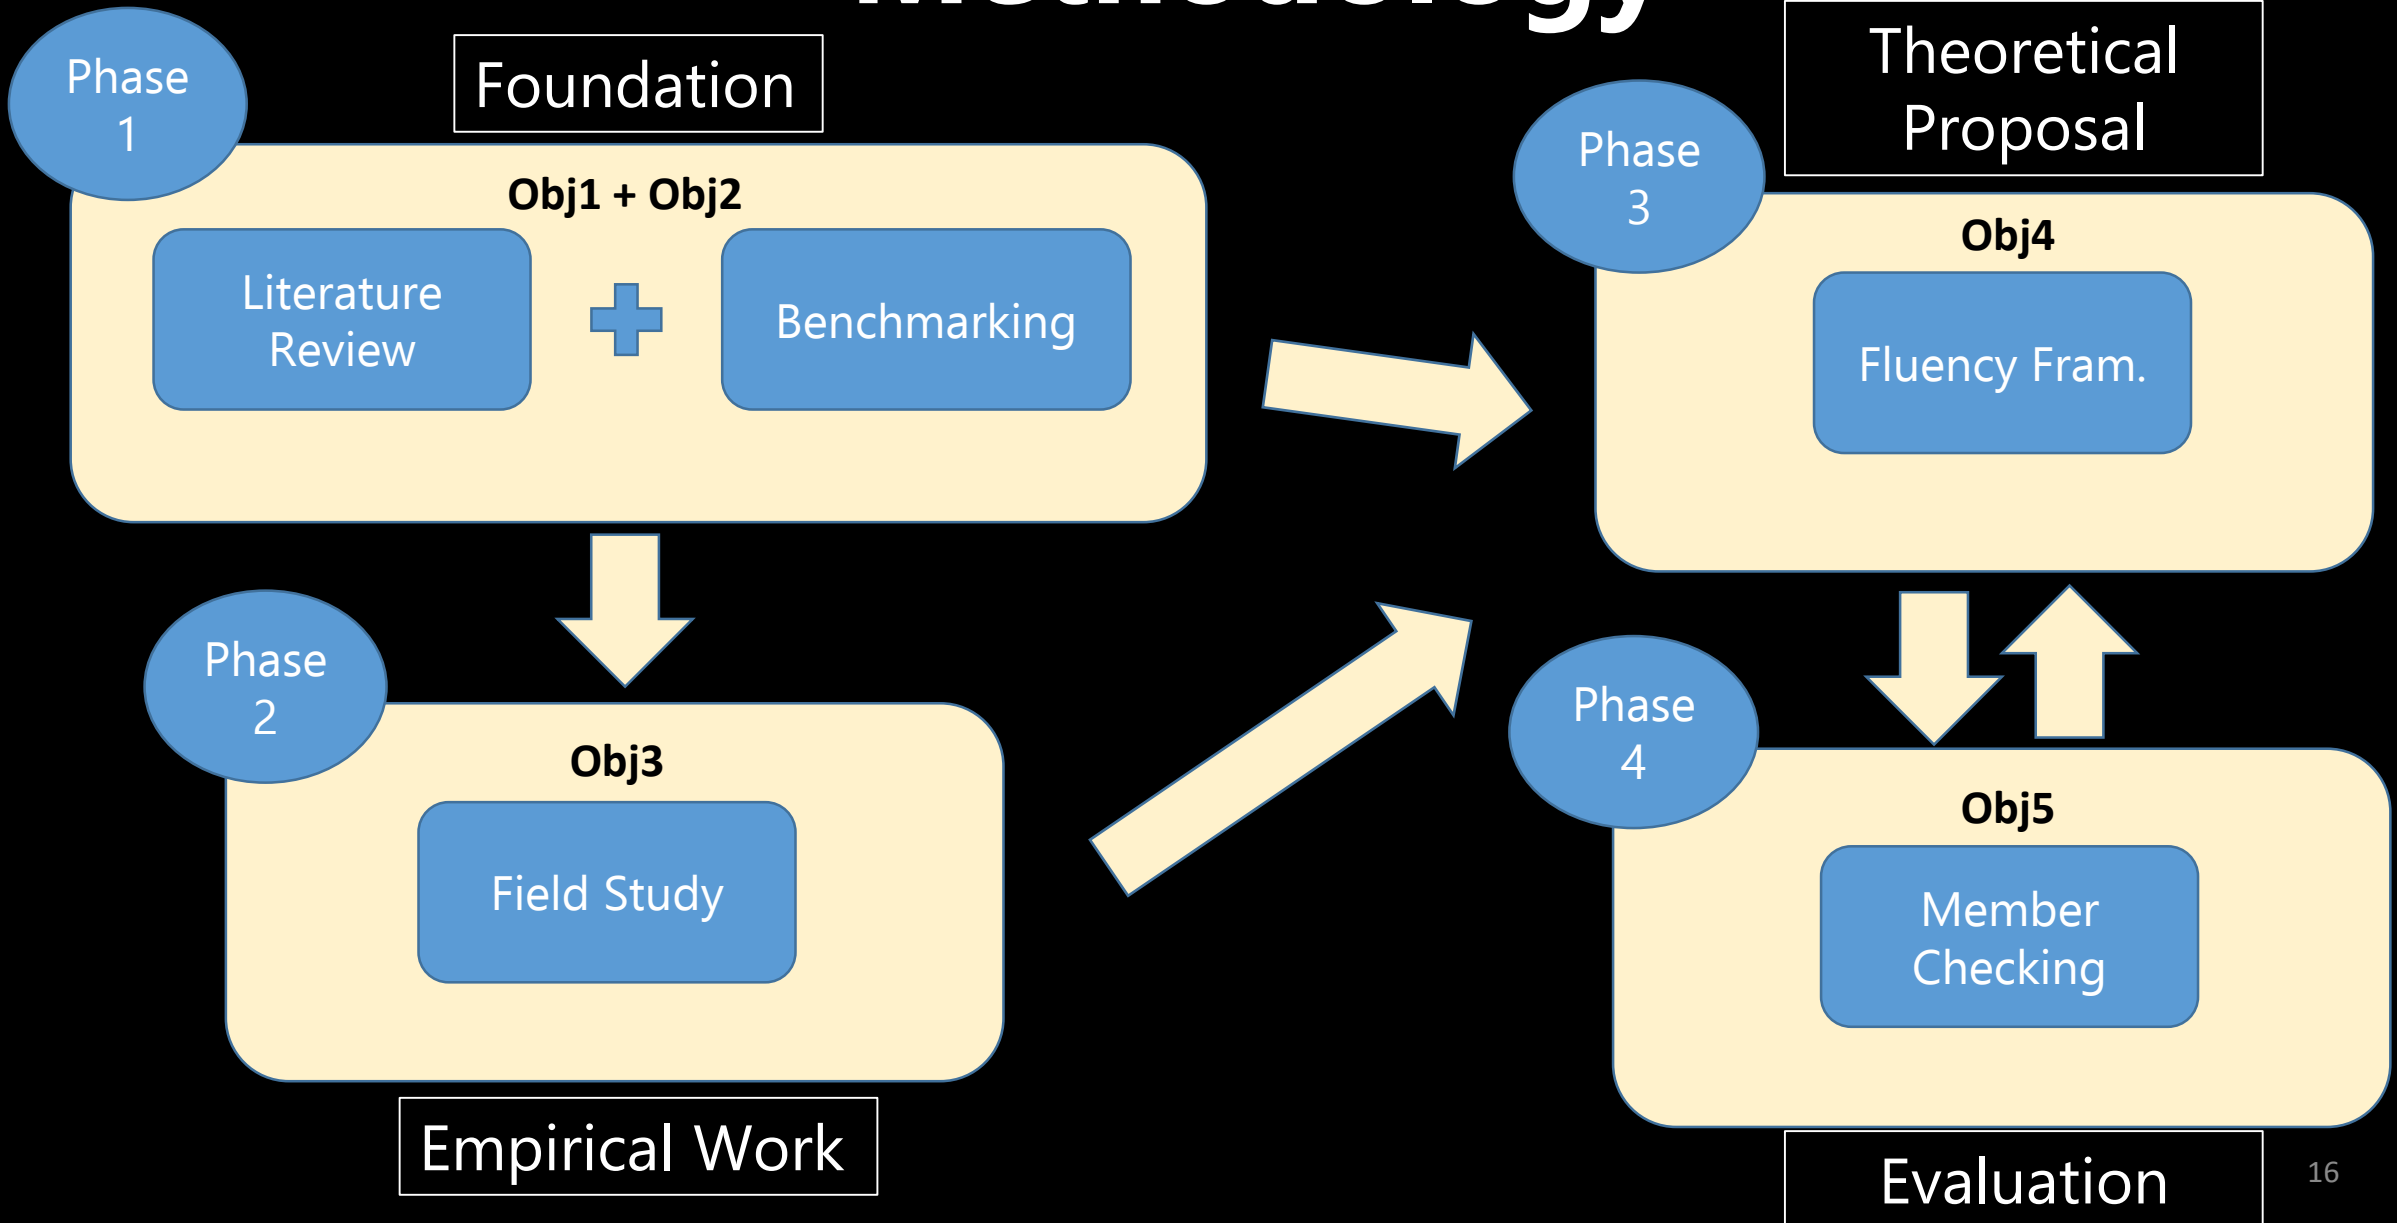 Methodology
Phase
1
Foundation
Obj1 + Obj2
Literature
Review
Benchmarking
Phase
2
Obj3
Field Study
Empirical Work
Theoretical
Proposal
Phase
3
Obj4
Fluency Fram.
Phase
4
Obj5
Member
Checking
Evaluation
16